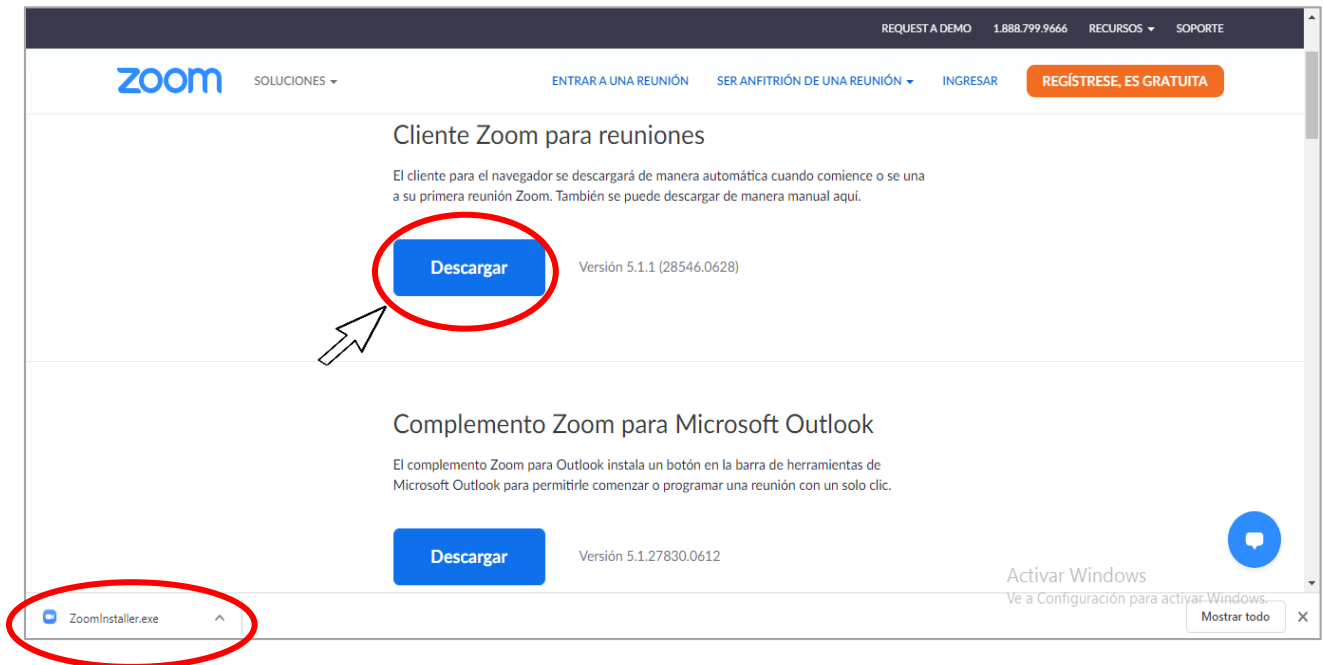 REQUEST A DEMO 1.888.799.9666 RECURSOS SOPORTE
zoom SOLUCIONES ENTRAR A UNA REUNIÓN SER ANFITRIÓN DE UNA REUNIÓN INGRESAR REGÍSTRESE, ES GRATUITA
Cliente Zoom para reuniones
El cliente para el navegador se descargará de manera automática cuando comience o se una
a su primera reunión Zoom. También se puede descargar de manera manual aquí.
Descargar Versión 5.1.1 (28546.0628)
Complemento Zoom para Microsoft Outlook
El complemento Zoom para Outlook instala un botón en la barra de herramientas de
Microsoft Outlook para permitirle comenzar o programar una reunión con un solo clic.
Descargar Versión 5.1.27830.0612
Activar Windows
Ve a Configuración para activar Windows.
ZoomInstaller.exe Mostrar todo